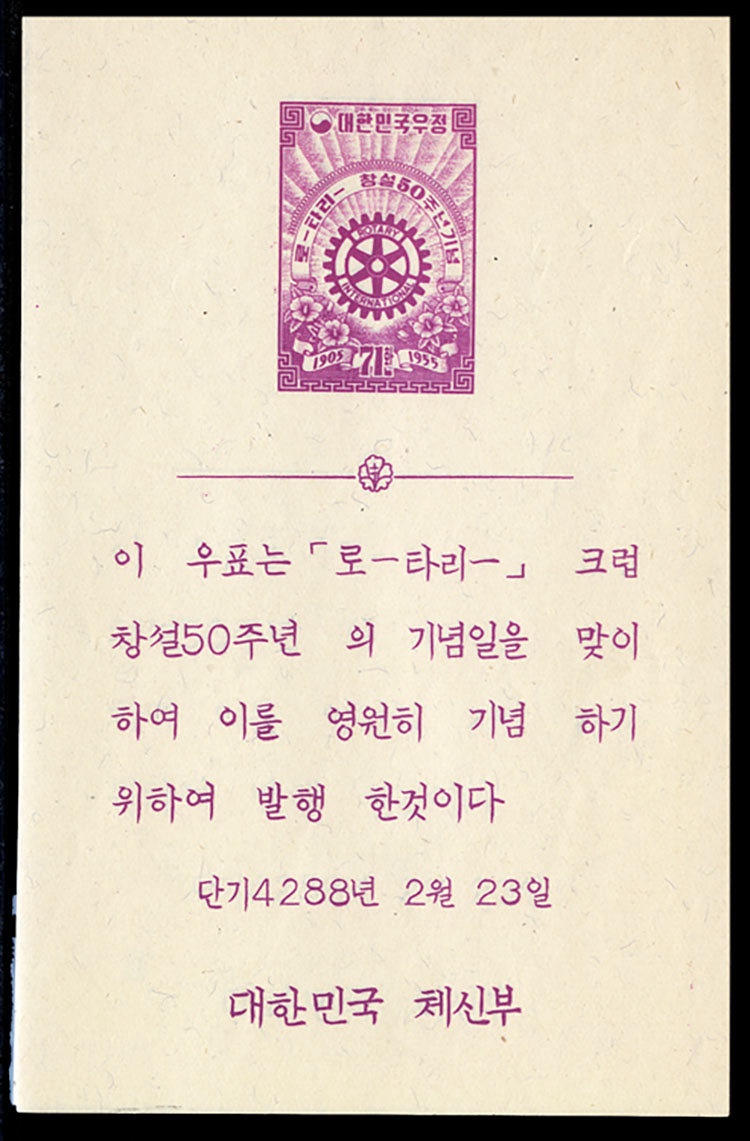 대한민국우정
로-타리- 창설50주년기념
ROTARY
INTERNATIONAL
1905 71 1955
이 우표는 「로-타리-」 크럽
창설50주년 의 기념일을 맞이
하여 이를 영원히 기념 하기
위하여 발행 한것이다
단기4288년 2월 23일
대한민국 체신부